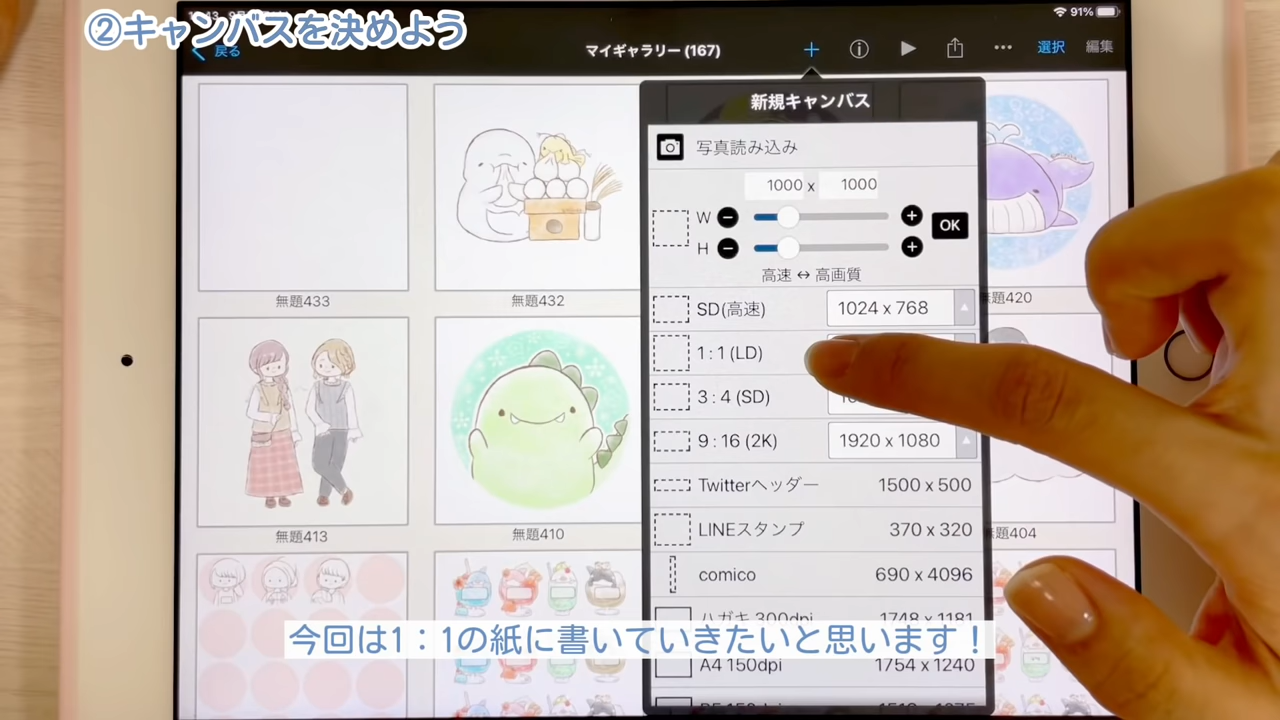 ②キャンバスを決めよう
91%
戻る
マイギャラリー (167)
選択
編集
新規キャンバス
写真読み込み
1000 x 1000
W
OK
H
高速 ↔ 高画質
SD(高速) 1024 x 768
1 : 1 (LD)
3 : 4 (SD)
9 : 16 (2K) 1920 x 1080
Twitterヘッダー 1500 x 500
LINEスタンプ 370 x 320
comico 690 x 4096
ハガキ 300dpi 1748 x 1181
A4 150dpi 1754 x 1240
無題433
無題432
無題420
無題413
無題410
無題404
今回は1：1の紙に書いていきたいと思います！